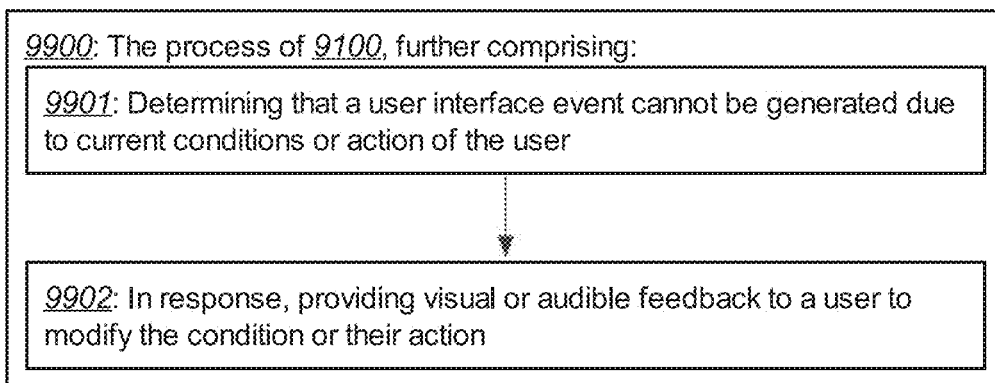 9900: The process of 9100, further comprising:
9901: Determining that a user interface event cannot be generated due
to current conditions or action of the user
9902: In response, providing visual or audible feedback to a user to
modify the condition or their action